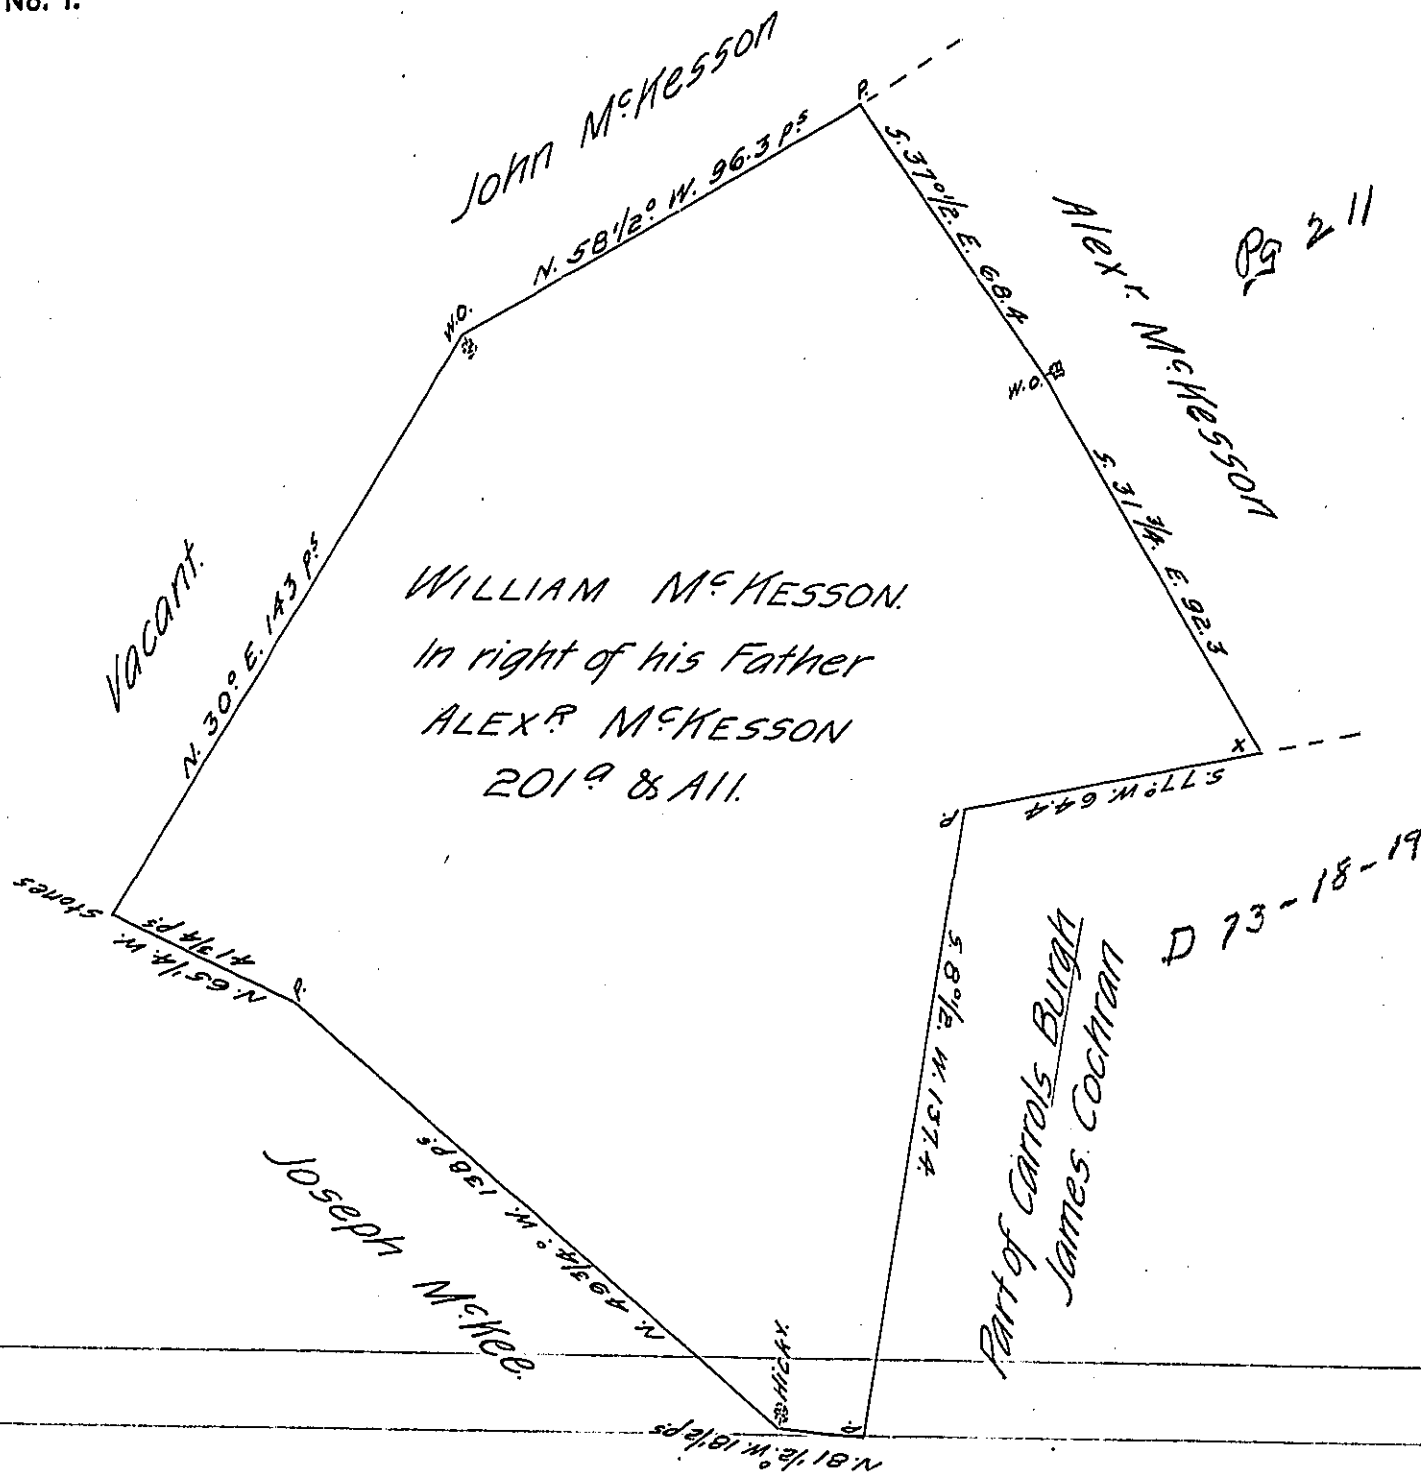 No. 1.
John McKesson
N. 58 1/2° W. 96.3 Ps
P.
S. 37° 1/2. E. 68.4
Alexr. McKesson
Pg 211
W.O.
W.O.
S. 31 3/4. E. 92.3
Vacant.
N. 30° E. 143 Ps
WILLIAM McKESSON.
In right of his Father
ALEXR McKESSON
201a & All.
X
S. 77° W. 64.4
P.
D 73-18-19
stones
N. 65 1/4. W.
41 3/4 ps
P.
S. 8° 1/2. W. 137.4.
Part of Carrols Burgh
James. Cochran
N. 49 3/4° W. 138 Ps
Joseph McKee.
HICKY.
P.
N. 81 1/2° W. 18 1/2 ps